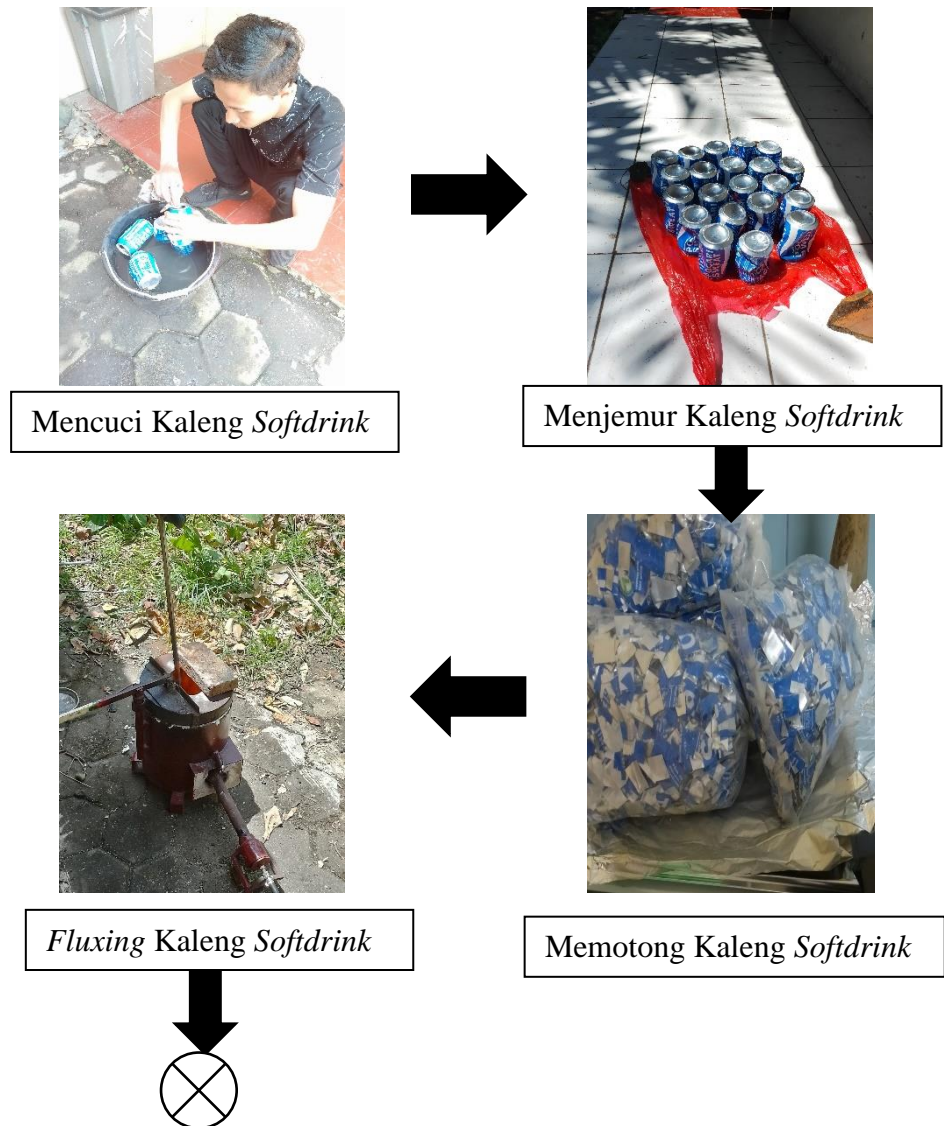 Mencuci Kaleng Softdrink
Menjemur Kaleng Softdrink
Fluxing Kaleng Softdrink
Memotong Kaleng Softdrink